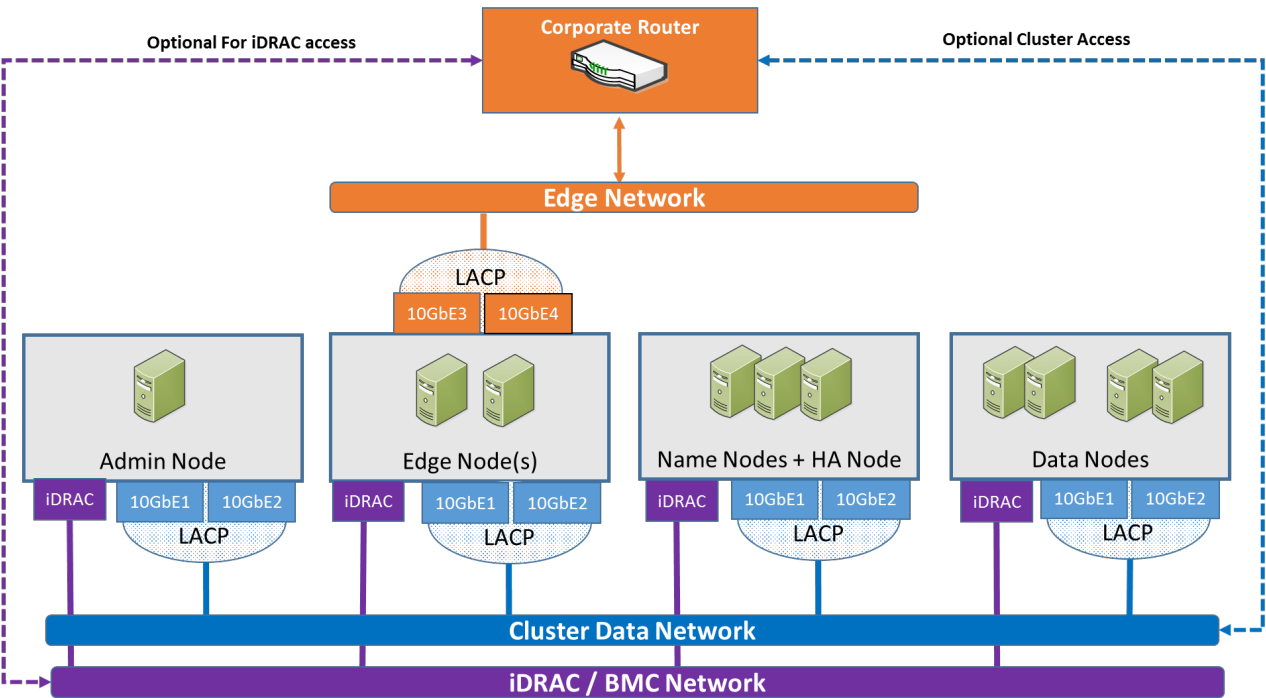 Corporate Router
Optional For iDRAC access
Optional Cluster Access
Edge Network
LACP
10GbE3
10GbE4
Admin Node
Edge Node(s)
Name Nodes + HA Node
Data Nodes
iDRAC
10GbE1
10GbE2
LACP
iDRAC
10GbE1
10GbE2
LACP
iDRAC
10GbE1
10GbE2
LACP
iDRAC
10GbE1
10GbE2
LACP
Cluster Data Network
iDRAC / BMC Network